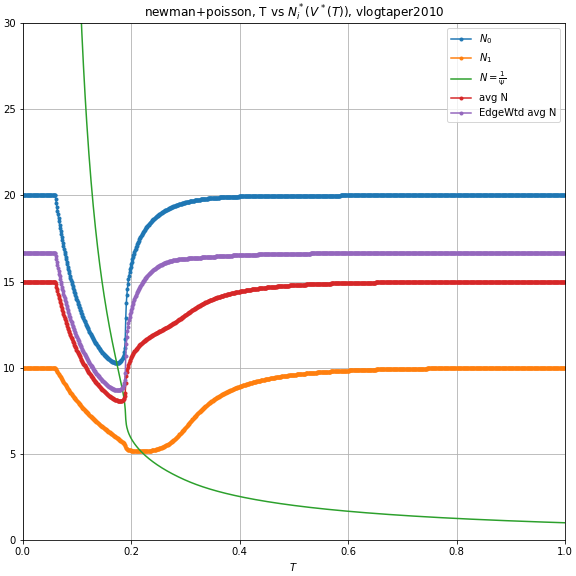 newman+poisson, T vs $N_i^*(V^*(T))$, vlogtaper2010
$N_0$
$N_1$
$N = \frac{1}{\Psi}$
avg N
EdgeWtd avg N
30
25
20
15
10
5
0
0.0 0.2 0.4 0.6 0.8 1.0
T